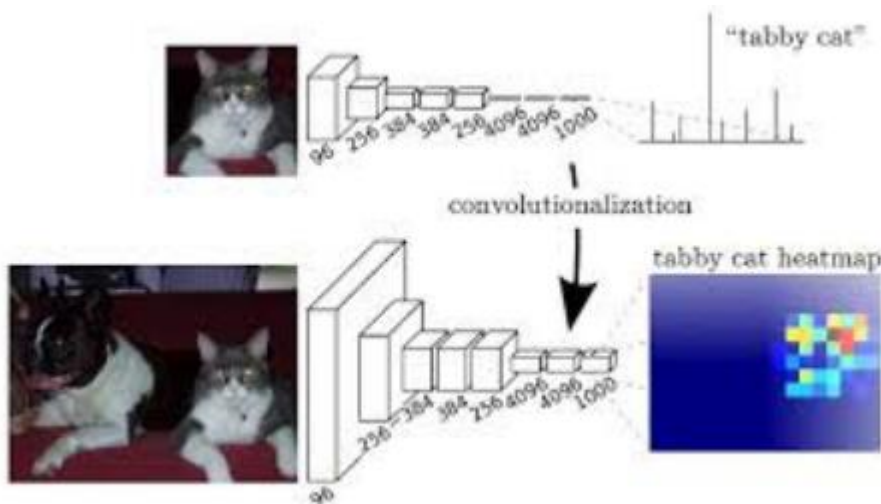 “tabby cat”
96 256 384 384 256 4096 4096 1000
convolutionalization
tabby cat heatmap
96 256 384 384 256 4096 4096 1000